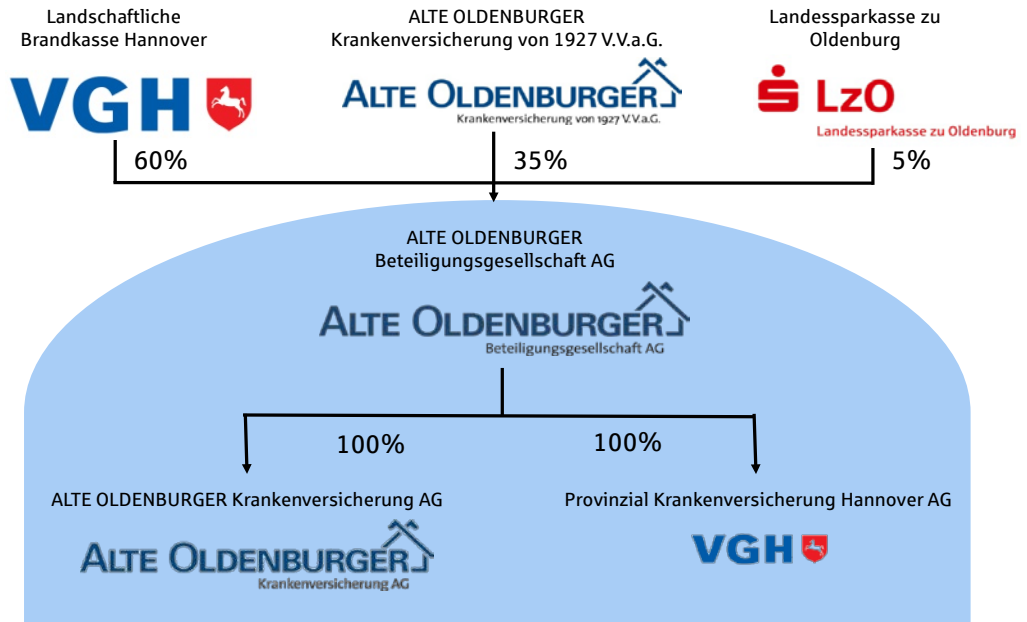 Landschaftliche
Brandkasse Hannover
VGH
60%
ALTE OLDENBURGER
Krankenversicherung von 1927 V.V.a.G.
ALTE OLDENBURGER
Krankenversicherung von 1927 V.V.a.G.
35%
Landessparkasse zu
Oldenburg
LzO
Landessparkasse zu Oldenburg
5%
ALTE OLDENBURGER
Beteiligungsgesellschaft AG
ALTE OLDENBURGER
Beteiligungsgesellschaft AG
100%
100%
ALTE OLDENBURGER Krankenversicherung AG
ALTE OLDENBURGER
Krankenversicherung AG
Provinzial Krankenversicherung Hannover AG
VGH